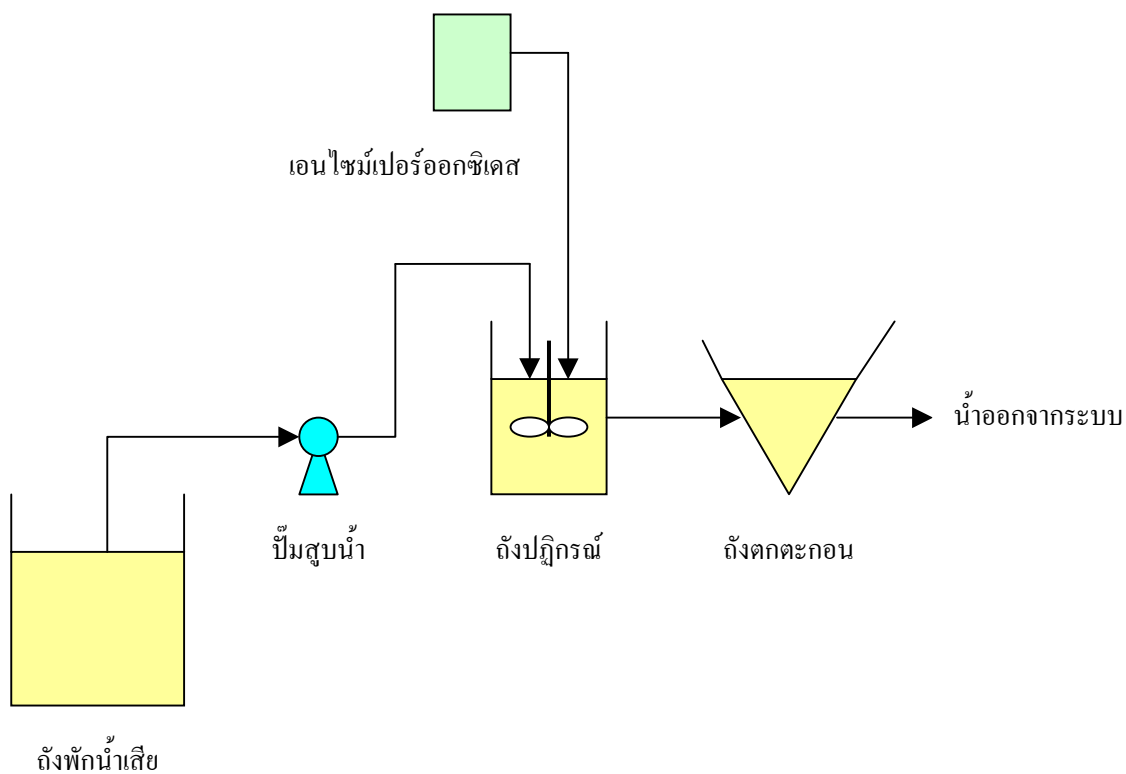 เอนไซม์เปอร์ออกซิเดส
น้ำออกจากระบบ
ปั๊มสูบน้ำ
ถังปฏิกรณ์
ถังตกตะกอน
ถังพักน้ำเสีย